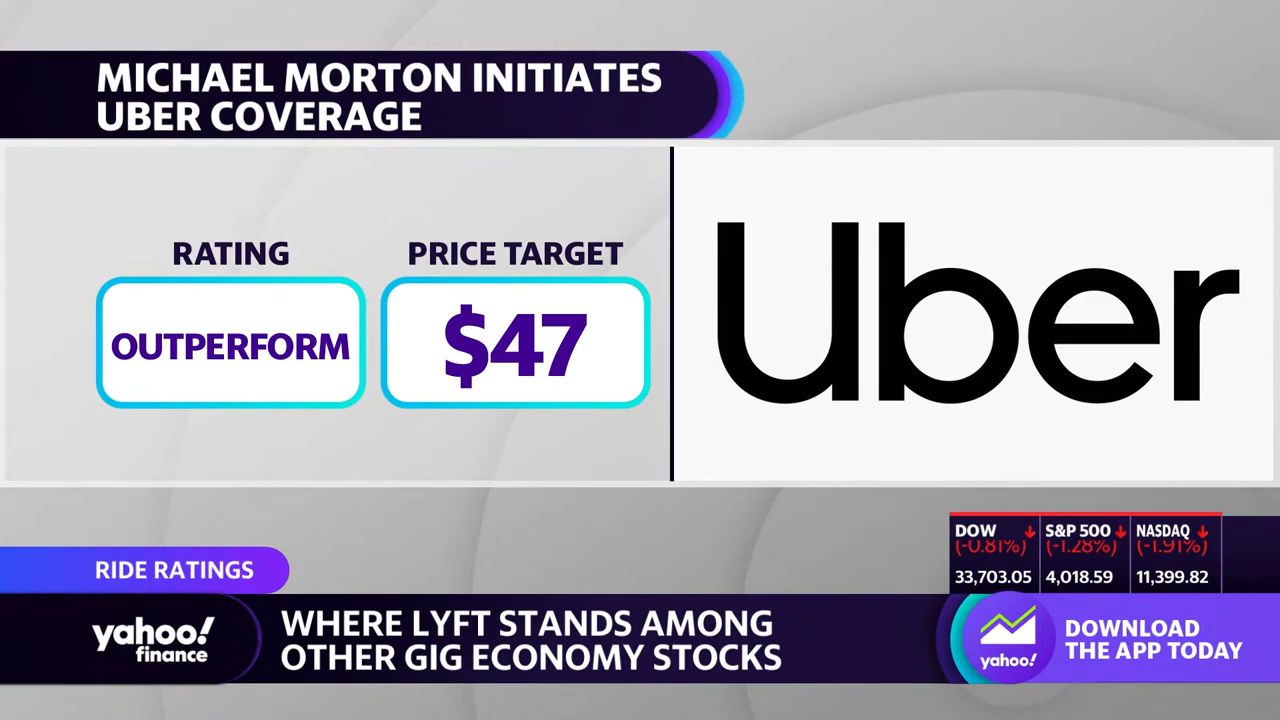 MICHAEL MORTON INITIATES
UBER COVERAGE
RATING
PRICE TARGET
OUTPERFORM
$47
Uber
DOW
(-0.81%)
33,703.05
S&P 500
(-1.28%)
4,018.59
NASDAQ
(-1.91%)
11,399.82
RIDE RATINGS
yahoo!
finance
WHERE LYFT STANDS AMONG
OTHER GIG ECONOMY STOCKS
yahoo!
DOWNLOAD
THE APP TODAY